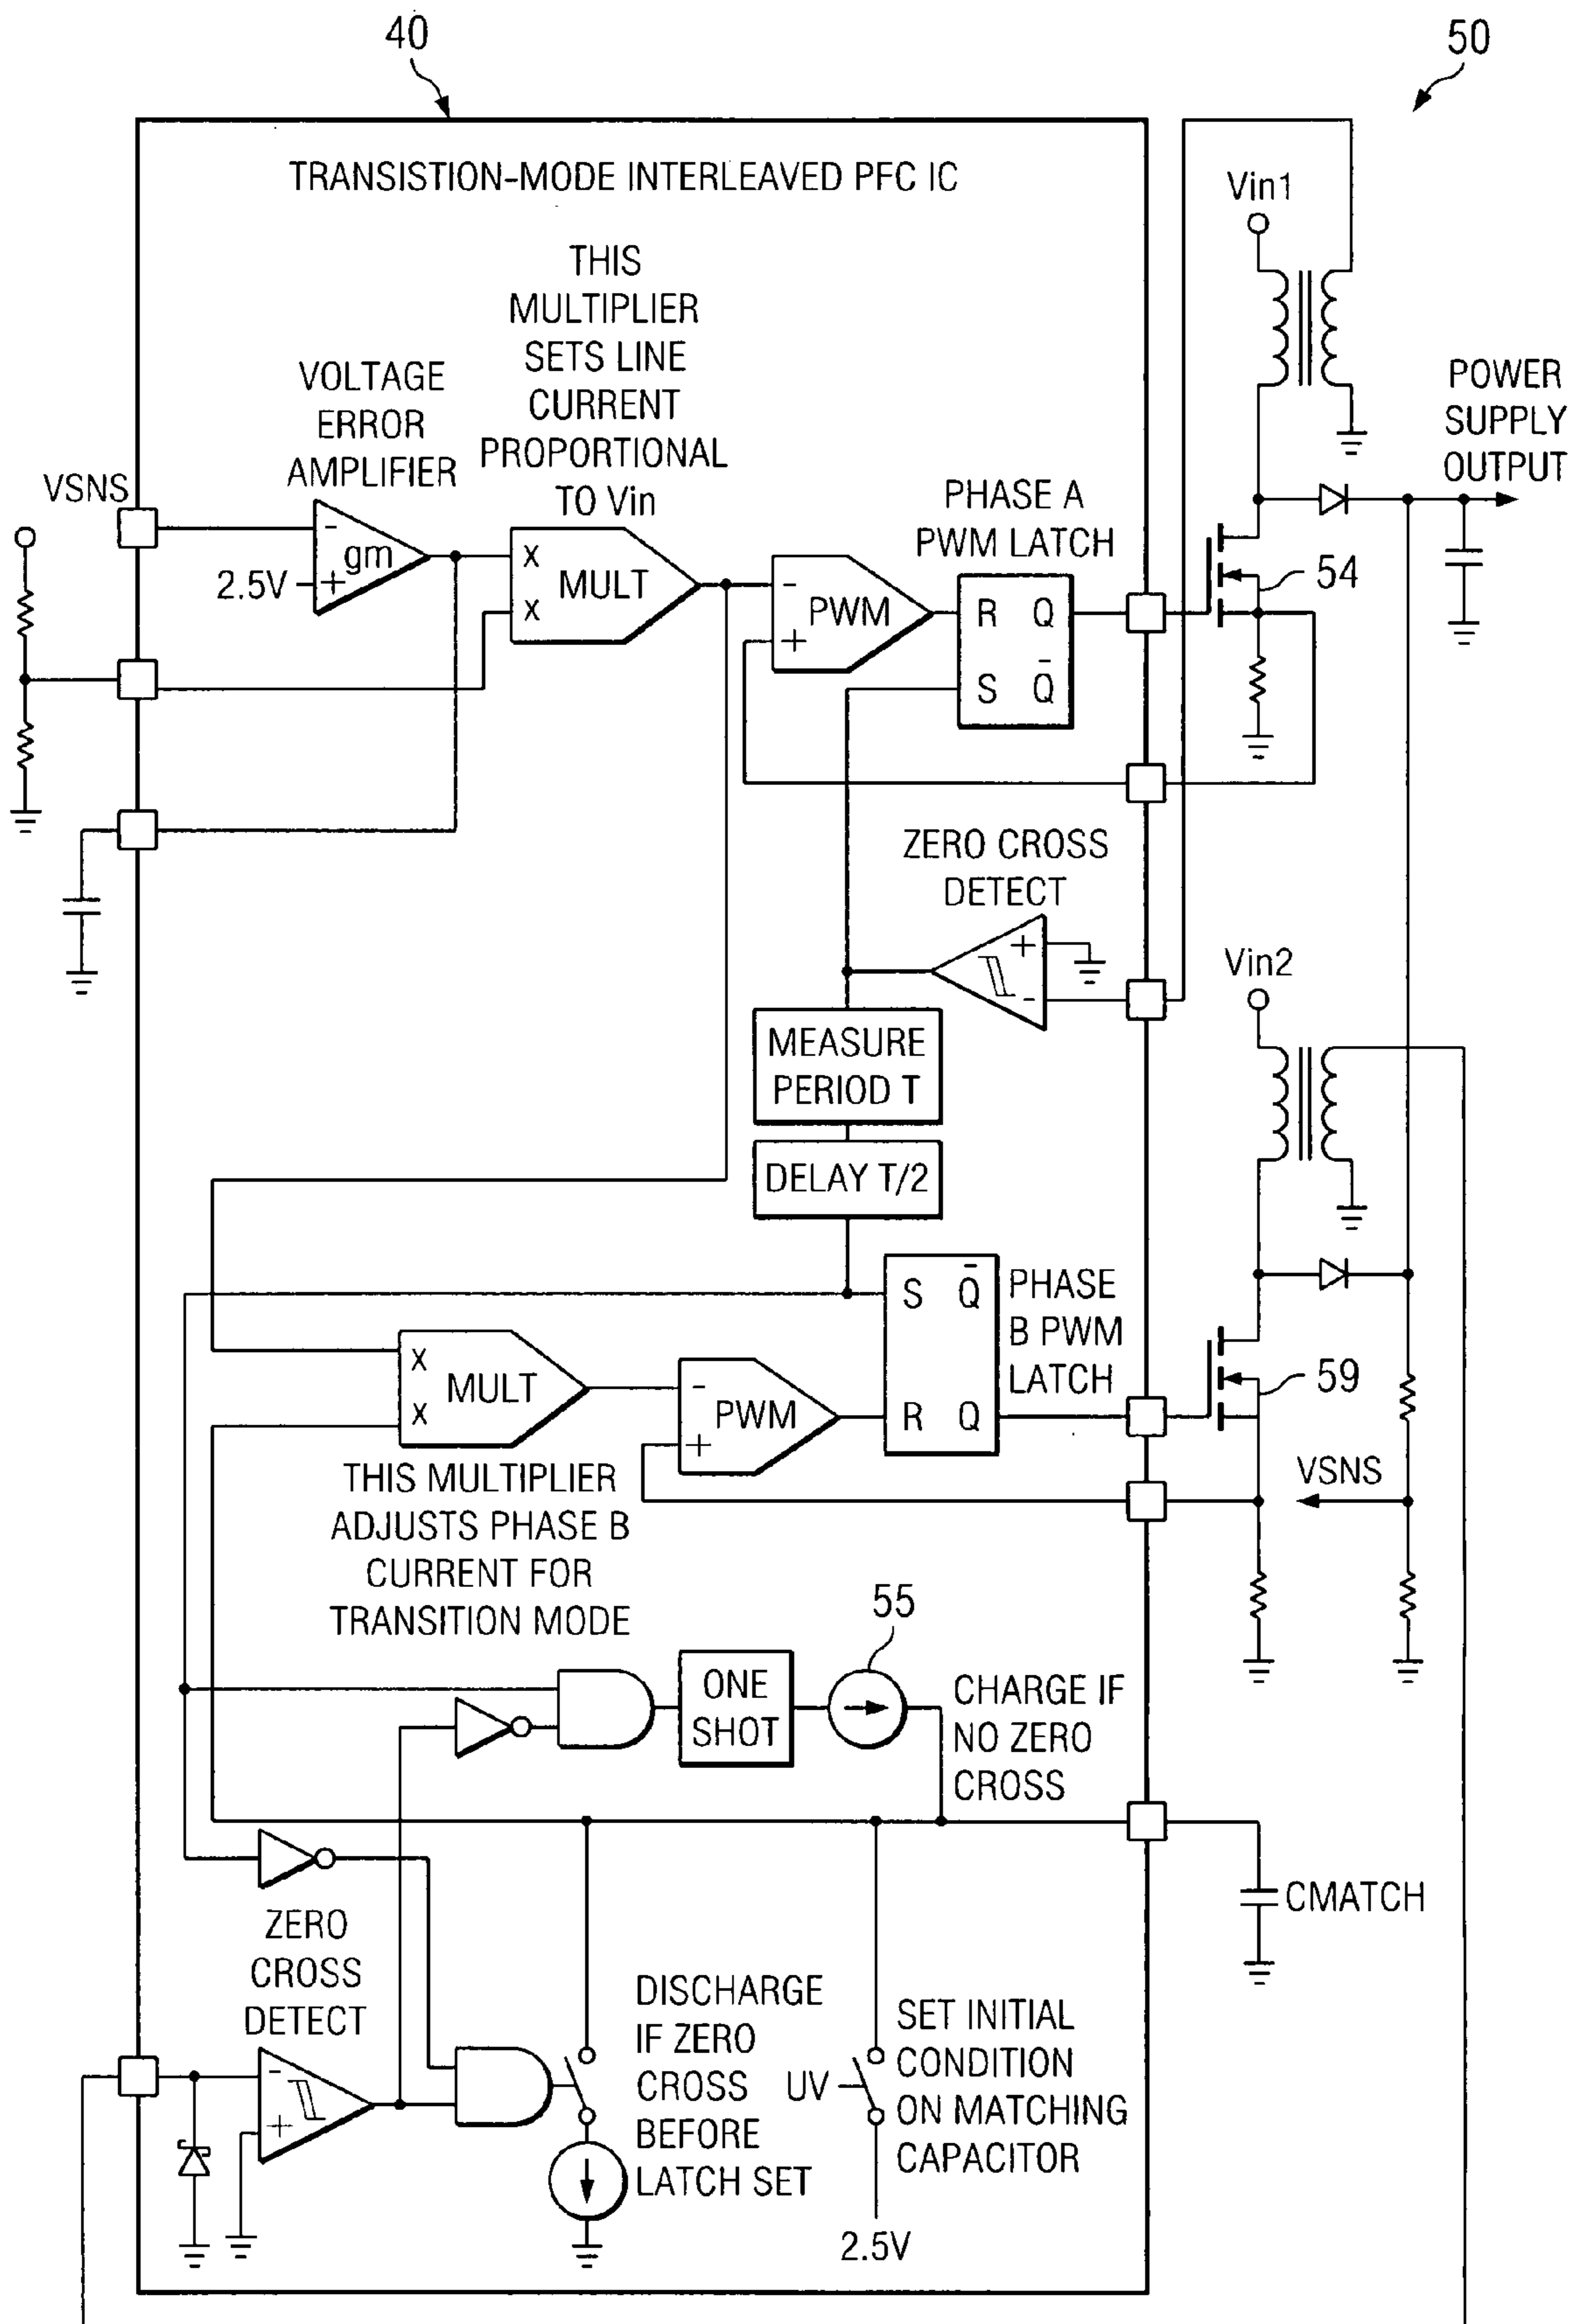 40
50
TRANSISTION-MODE INTERLEAVED PFC IC
Vin1
THIS
MULTIPLIER
SETS LINE
CURRENT
PROPORTIONAL
TO Vin
VOLTAGE
ERROR
AMPLIFIER
POWER
SUPPLY
OUTPUT
VSNS
PHASE A
PWM LATCH
-
gm
2.5V
+
X
X
MULT
-
+
PWM
R Q
S Q̄
54
ZERO CROSS
DETECT
+
-
Vin2
MEASURE
PERIOD T
DELAY T/2
S Q̄
R Q
PHASE
B PWM
LATCH
X
X
MULT
-
+
PWM
59
VSNS
THIS MULTIPLIER
ADJUSTS PHASE B
CURRENT FOR
TRANSITION MODE
55
ONE
SHOT
CHARGE IF
NO ZERO
CROSS
CMATCH
ZERO
CROSS
DETECT
-
+
DISCHARGE
IF ZERO
CROSS
BEFORE
LATCH SET
UV
SET INITIAL
CONDITION
ON MATCHING
CAPACITOR
2.5V